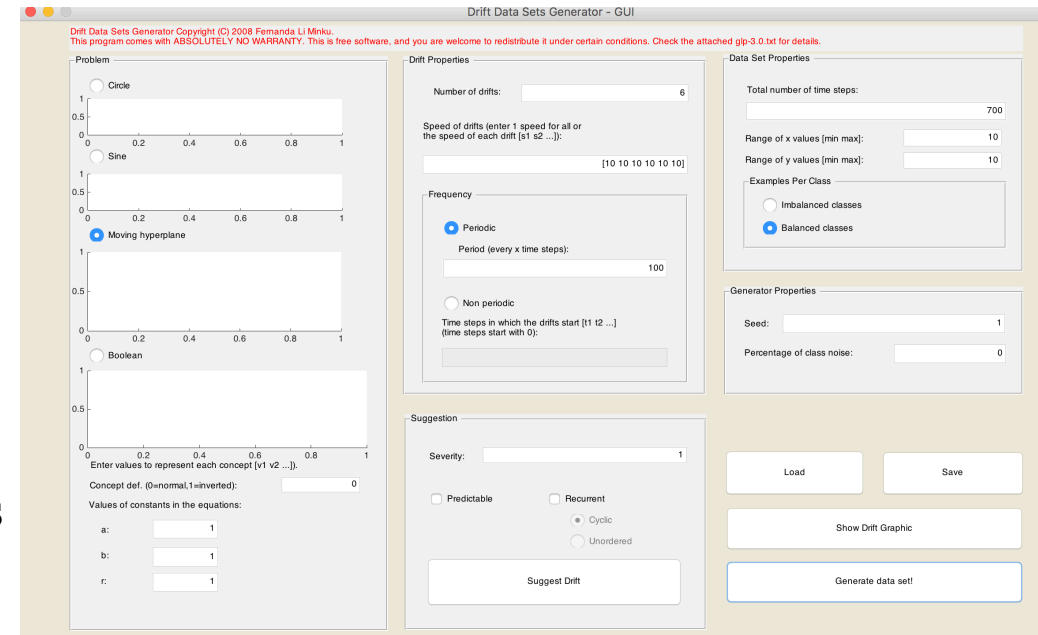 Drift Data Sets Generator - GUI
Drift Data Sets Generator Copyright (C) 2008 Fernanda Li Minku.
This program comes with ABSOLUTELY NO WARRANTY. This is free software, and you are welcome to redistribute it under certain conditions. Check the attached glp-3.0.txt for details.
Problem
Circle
1
0.5
0
0 0.2 0.4 0.6 0.8 1
Sine
1
0.5
0
0 0.2 0.4 0.6 0.8 1
Moving hyperplane
1
0.5
0
0 0.2 0.4 0.6 0.8 1
Boolean
1
0.5
0
0 0.2 0.4 0.6 0.8 1
Enter values to represent each concept [v1 v2 ...]).
Concept def. (0=normal,1=inverted): 0
Values of constants in the equations:
a: 1
b: 1
r: 1
Drift Properties
Number of drifts: 6
Speed of drifts (enter 1 speed for all or
the speed of each drift [s1 s2 ...]):
[10 10 10 10 10 10]
Frequency
Periodic
Period (every x time steps):
100
Non periodic
Time steps in which the drifts start [t1 t2 ...]
(time steps start with 0):
Suggestion
Severity: 1
Predictable
Recurrent
Cyclic
Unordered
Suggest Drift
Data Set Properties
Total number of time steps:
700
Range of x values [min max]: 10
Range of y values [min max]: 10
Examples Per Class
Imbalanced classes
Balanced classes
Generator Properties
Seed: 1
Percentage of class noise: 0
Load
Save
Show Drift Graphic
Generate data set!